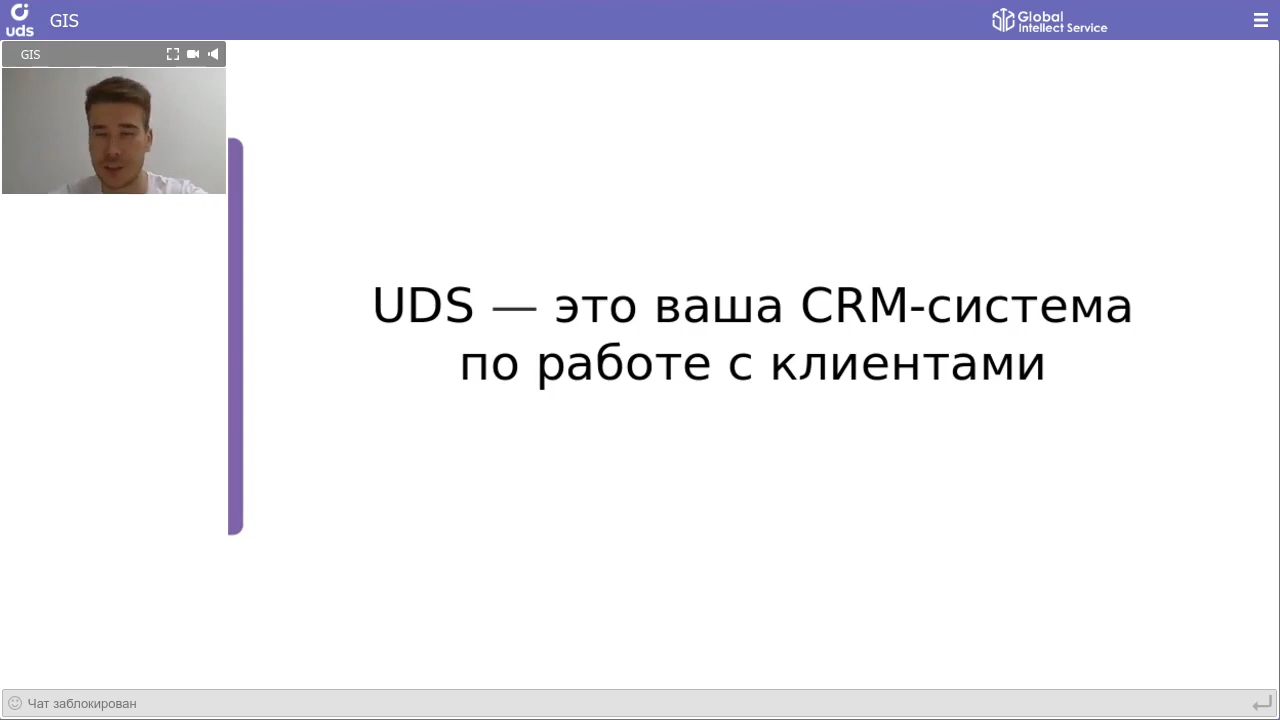 uds
GIS
Global
Intellect Service
GIS
UDS — это ваша CRM-система
по работе с клиентами
Чат заблокирован